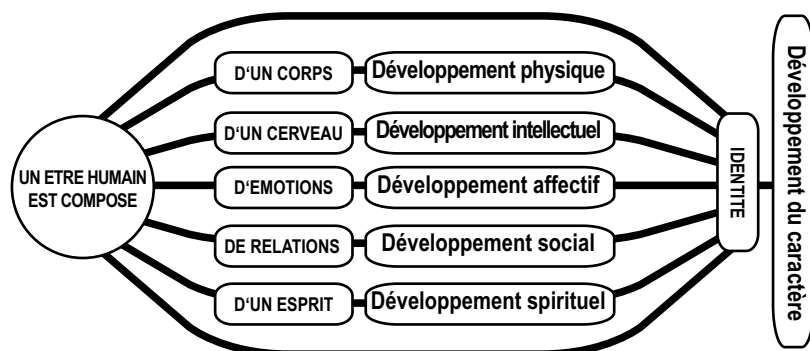 UN ETRE HUMAIN
EST COMPOSE
D'UN CORPS
Développement physique
D'UN CERVEAU
Développement intellectuel
D'EMOTIONS
Développement affectif
DE RELATIONS
Développement social
D'UN ESPRIT
Développement spirituel
IDENTITE
Développement du caractère